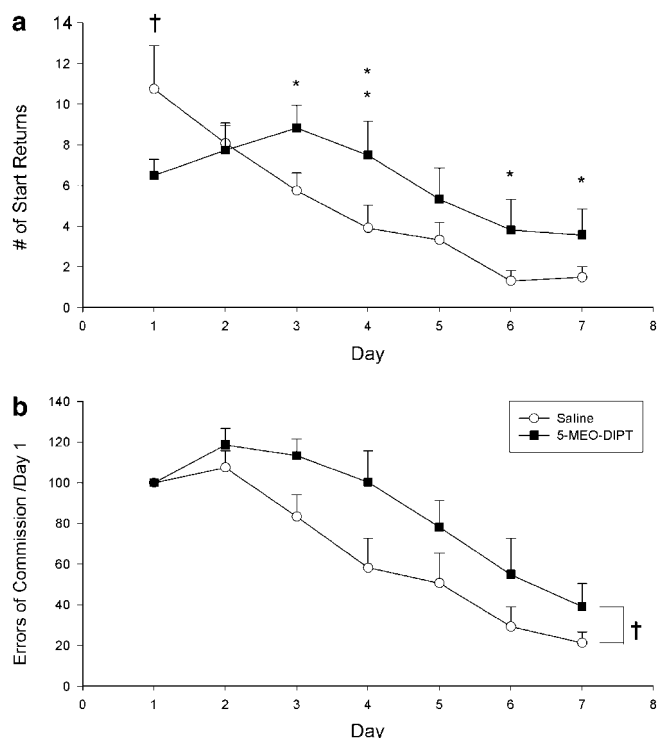 a
†
14
12
10
8
6
4
2
0
# of Start Returns
*
*
*
*
*
0 1 2 3 4 5 6 7 8
Day
b
140
120
100
80
60
40
20
0
Errors of Commission /Day 1
Saline
5-MEO-DIPT
†
0 1 2 3 4 5 6 7 8
Day